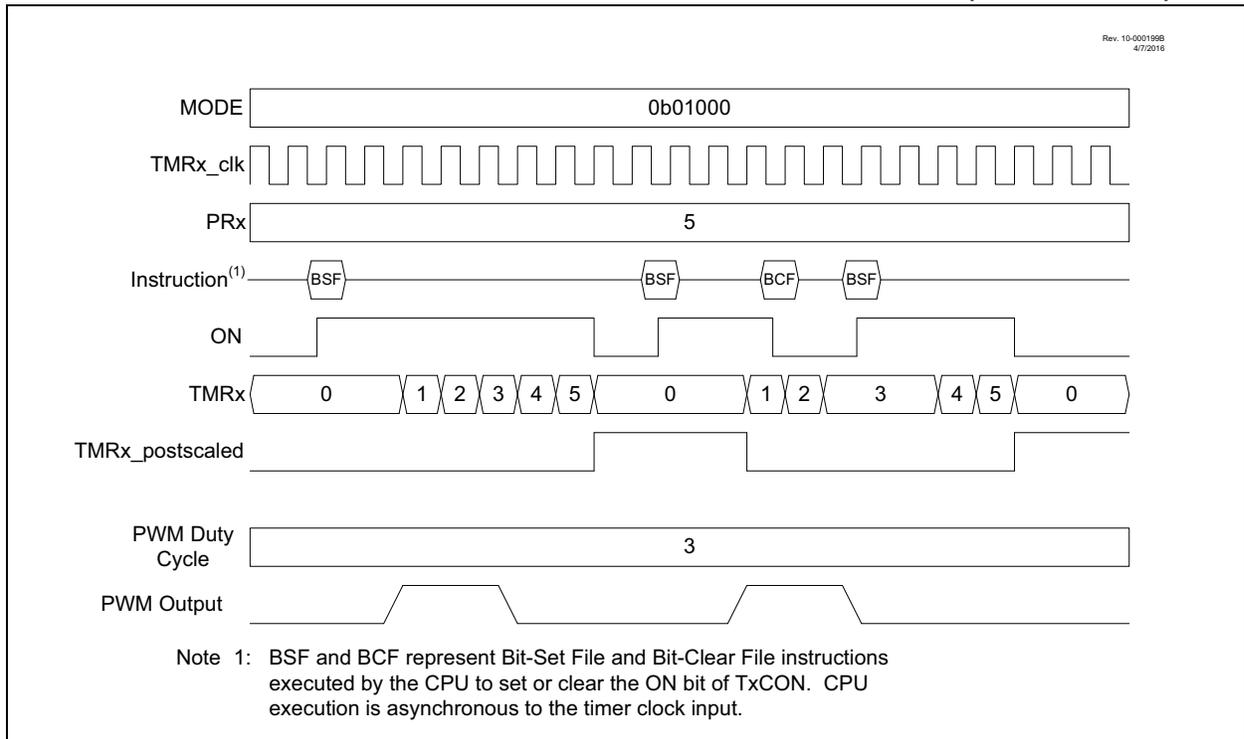 Rev. 10-000199B
4/7/2016
MODE 0b01000
TMRx_clk
PRx 5
Instruction(1) BSF BSF BCF BSF
ON
TMRx 0 1 2 3 4 5 0 1 2 3 4 5 0
TMRx_postscaled
PWM Duty
Cycle 3
PWM Output
Note 1: BSF and BCF represent Bit-Set File and Bit-Clear File instructions
executed by the CPU to set or clear the ON bit of TxCON. CPU
execution is asynchronous to the timer clock input.